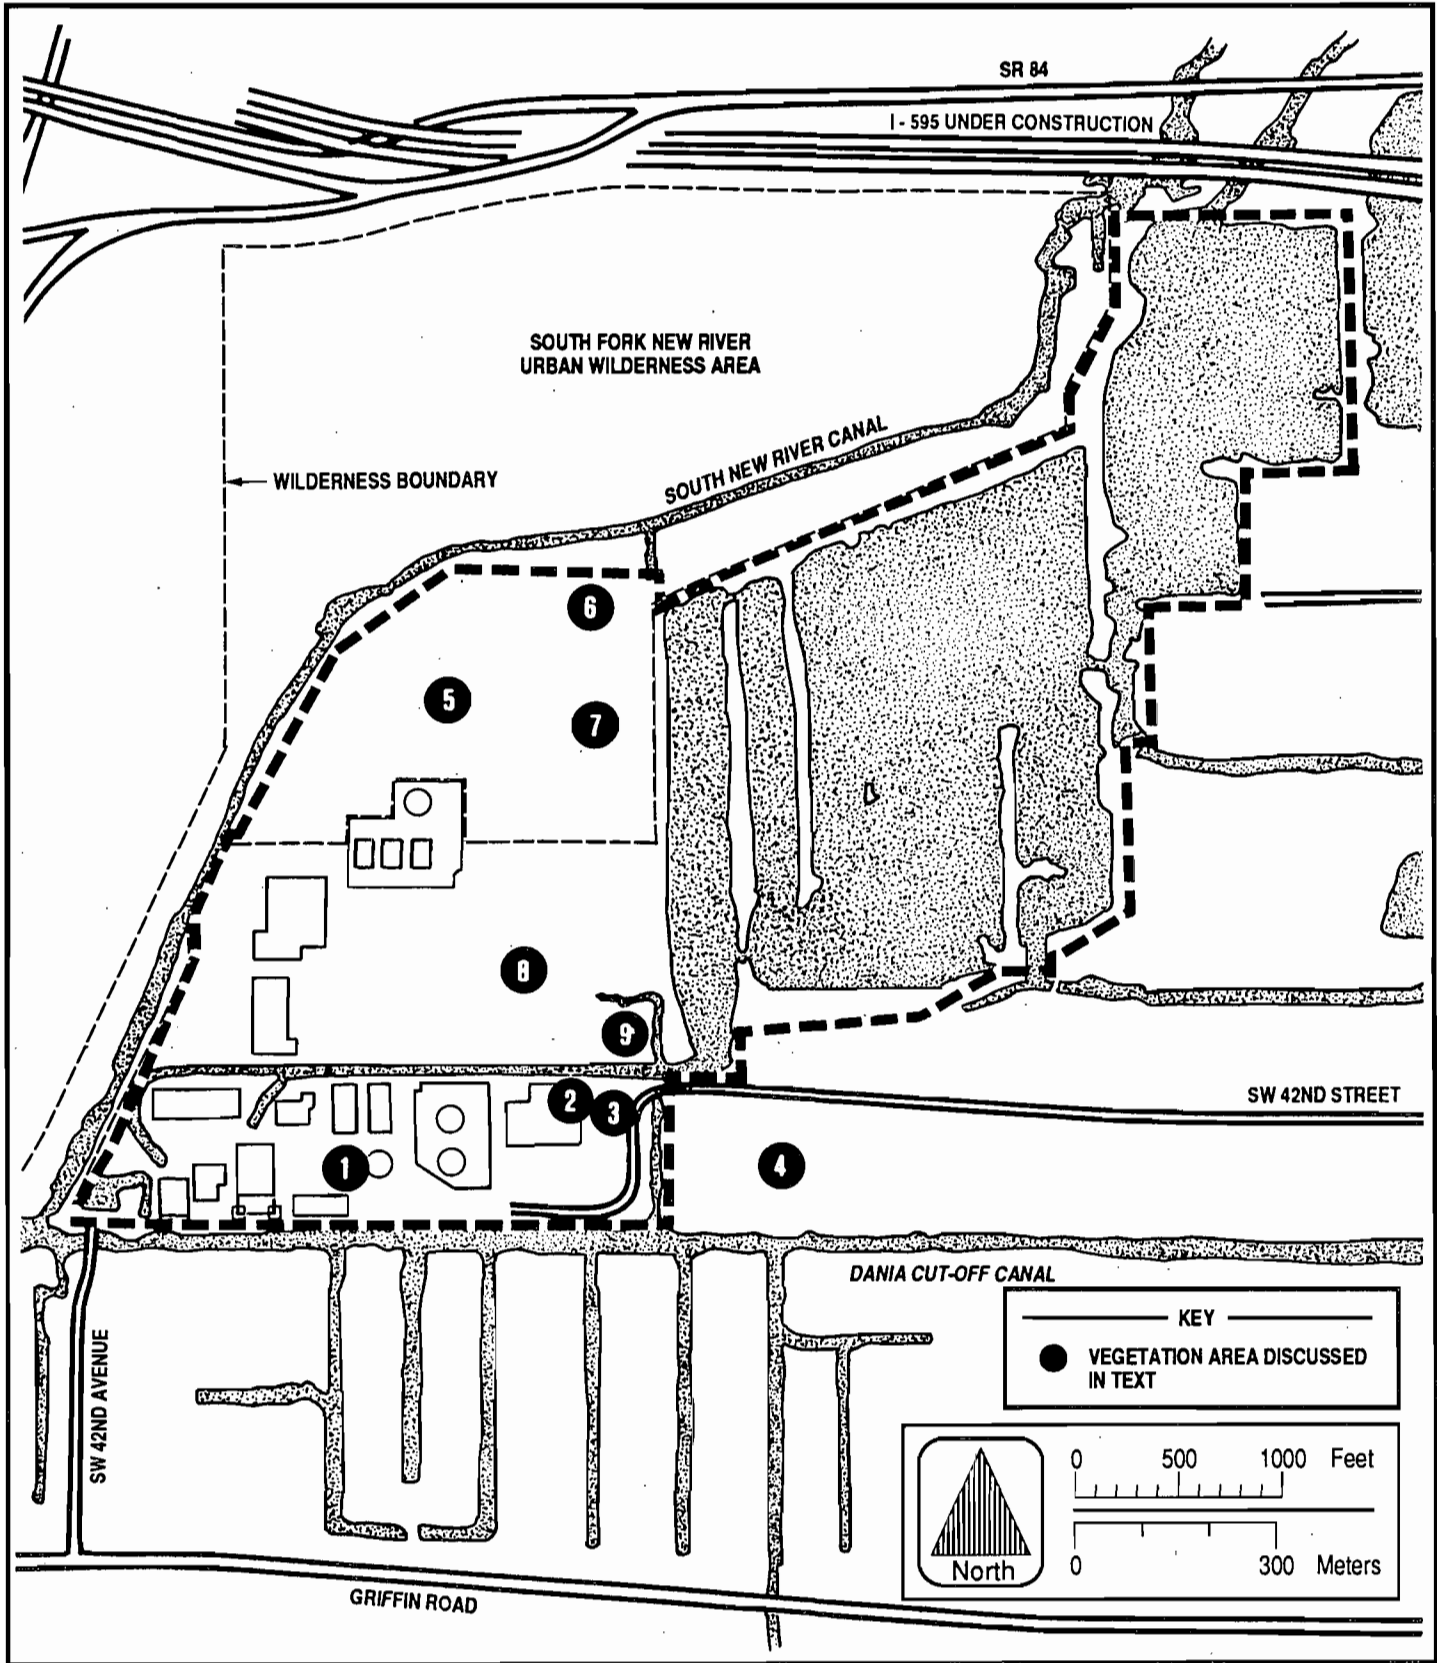 SR 84
I - 595 UNDER CONSTRUCTION
SOUTH FORK NEW RIVER
URBAN WILDERNESS AREA
SOUTH NEW RIVER CANAL
WILDERNESS BOUNDARY
6
5
7
8
9
SW 42ND STREET
2
3
1
4
DANIA CUT-OFF CANAL
KEY
VEGETATION AREA DISCUSSED
IN TEXT
SW 42ND AVENUE
0 500 1000 Feet
North
0 300 Meters
GRIFFIN ROAD